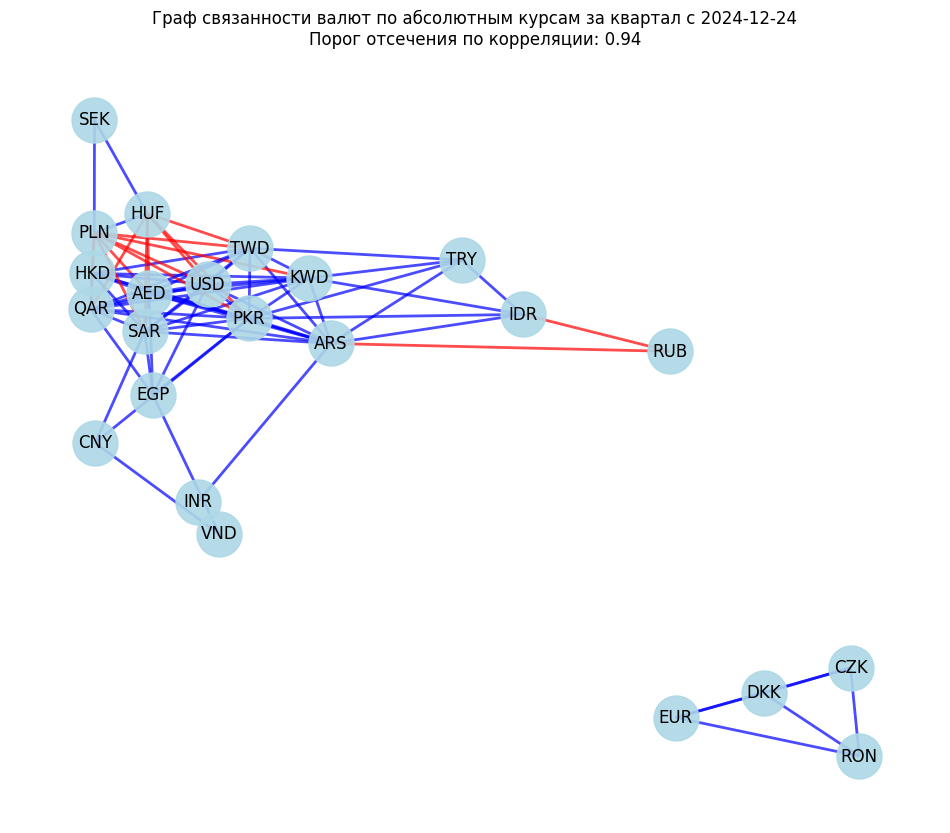 Граф связанности валют по абсолютным курсам за квартал с 2024-12-24
Порог отсечения по корреляции: 0.94
SEK
HUF
PLN
TWD
TRY
HKD
KWD
USD
AED
QAR
IDR
PKR
SAR
ARS
RUB
EGP
CNY
INR
VND
CZK
DKK
EUR
RON